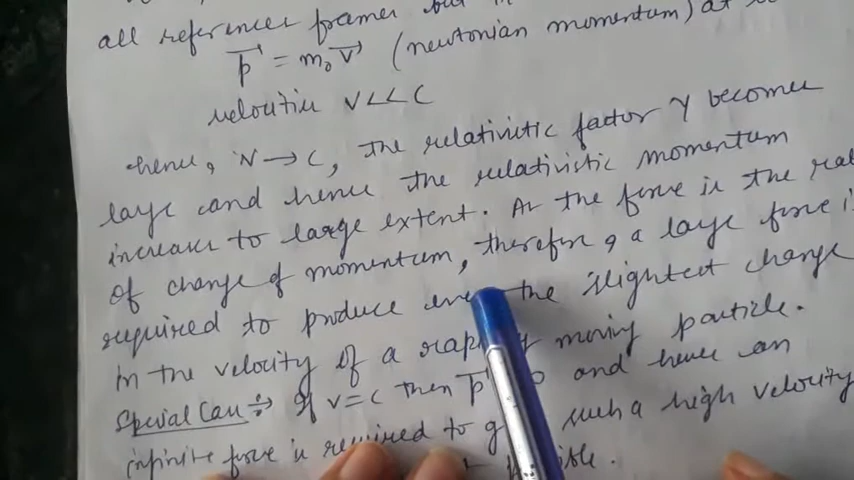 all reference frames but in
p⃗ = m₀v⃗ (newtonian momentum) at
velocities v<<c
hence, v→c, the relativistic factor γ becomes
large and hence the relativistic momentum
increases to large extent. As the force is the rate
of change of momentum, therefore, a large force is
required to produce even the slightest change
in the velocity of a rapidly moving particle.
Special Case :→ If v=c then p⃗ and hence an
infinite force is required to such a high velocity